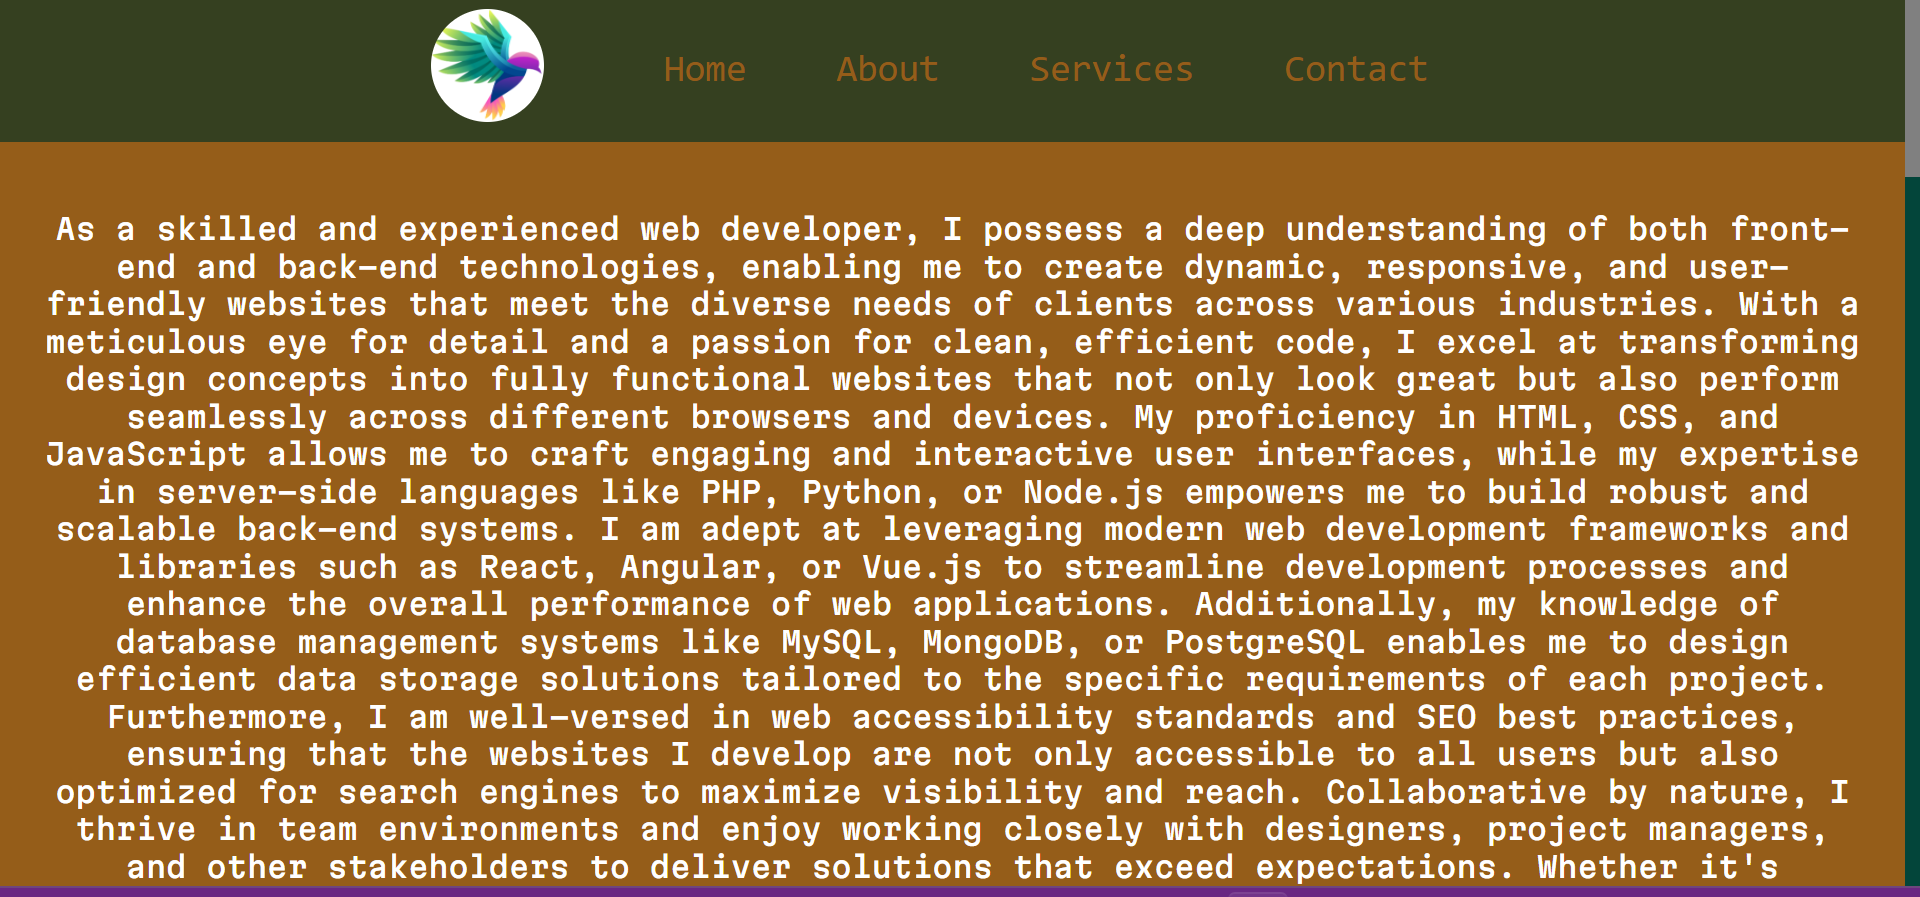 Home About Services Contact
As a skilled and experienced web developer, I possess a deep understanding of both front-
end and back-end technologies, enabling me to create dynamic, responsive, and user-
friendly websites that meet the diverse needs of clients across various industries. With a
meticulous eye for detail and a passion for clean, efficient code, I excel at transforming
design concepts into fully functional websites that not only look great but also perform
seamlessly across different browsers and devices. My proficiency in HTML, CSS, and
JavaScript allows me to craft engaging and interactive user interfaces, while my expertise
in server-side languages like PHP, Python, or Node.js empowers me to build robust and
scalable back-end systems. I am adept at leveraging modern web development frameworks and
libraries such as React, Angular, or Vue.js to streamline development processes and
enhance the overall performance of web applications. Additionally, my knowledge of
database management systems like MySQL, MongoDB, or PostgreSQL enables me to design
efficient data storage solutions tailored to the specific requirements of each project.
Furthermore, I am well-versed in web accessibility standards and SEO best practices,
ensuring that the websites I develop are not only accessible to all users but also
optimized for search engines to maximize visibility and reach. Collaborative by nature, I
thrive in team environments and enjoy working closely with designers, project managers,
and other stakeholders to deliver solutions that exceed expectations. Whether it's